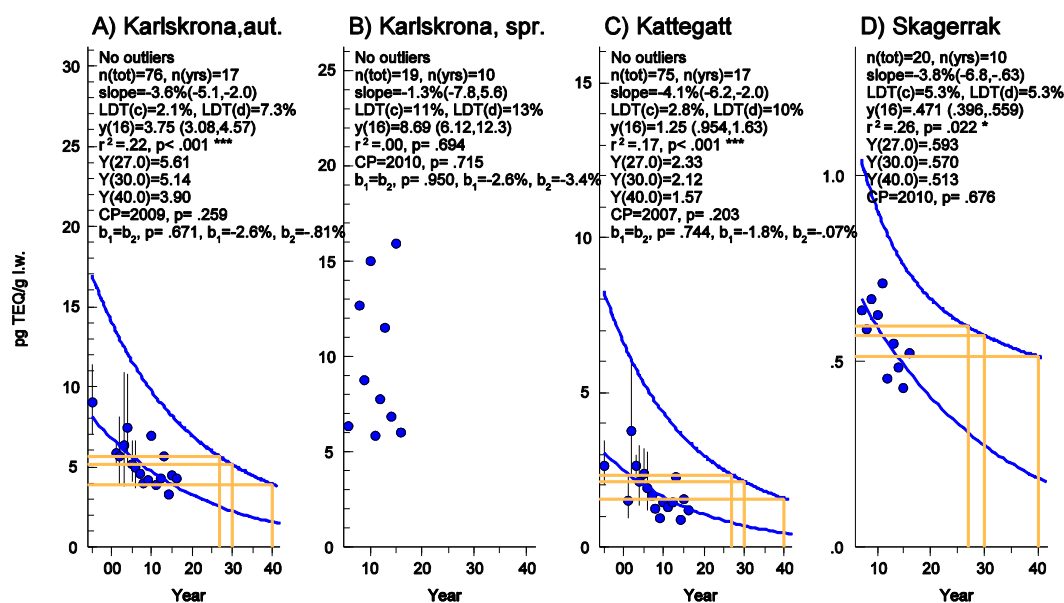 A) Karlskrona,aut.
No outliers
n(tot)=76, n(yrs)=17
slope=-3.6%(-5.1,-2.0)
LDT(c)=2.1%, LDT(d)=7.3%
y(16)=3.75 (3.08,4.57)
r²=.22, p< .001 ***
Y(27.0)=5.61
Y(30.0)=5.14
Y(40.0)=3.90
CP=2009, p= .259
b₁=b₂, p= .671, b₁=-2.6%, b₂=-.81%
pg TEQ/g l.w.
30
25
20
15
10
5
0
00 10 20 30 40
Year
B) Karlskrona, spr.
No outliers
n(tot)=19, n(yrs)=10
slope=-1.3%(-7.8,5.6)
LDT(c)=11%, LDT(d)=13%
y(16)=8.69 (6.12,12.3)
r²=.00, p= .694
CP=2010, p= .715
b₁=b₂, p= .950, b₁=-2.6%, b₂=-3.4%
25
20
15
10
5
0
10 20 30 40
Year
C) Kattegatt
No outliers
n(tot)=75, n(yrs)=17
slope=-4.1%(-6.2,-2.0)
LDT(c)=2.8%, LDT(d)=10%
y(16)=1.25 (.954,1.63)
r²=.17, p< .001 ***
Y(27.0)=2.33
Y(30.0)=2.12
Y(40.0)=1.57
CP=2007, p= .203
b₁=b₂, p= .744, b₁=-1.8%, b₂=-.07%
15
10
5
0
00 10 20 30 40
Year
D) Skagerrak
n(tot)=20, n(yrs)=10
slope=-3.8%(-6.8,-.63)
LDT(c)=5.3%, LDT(d)=5.3%
y(16)=.471 (.396,.559)
r²=.26, p= .022 *
Y(27.0)=.593
Y(30.0)=.570
Y(40.0)=.513
CP=2010, p= .676
1.0
.5
.0
10 20 30 40
Year